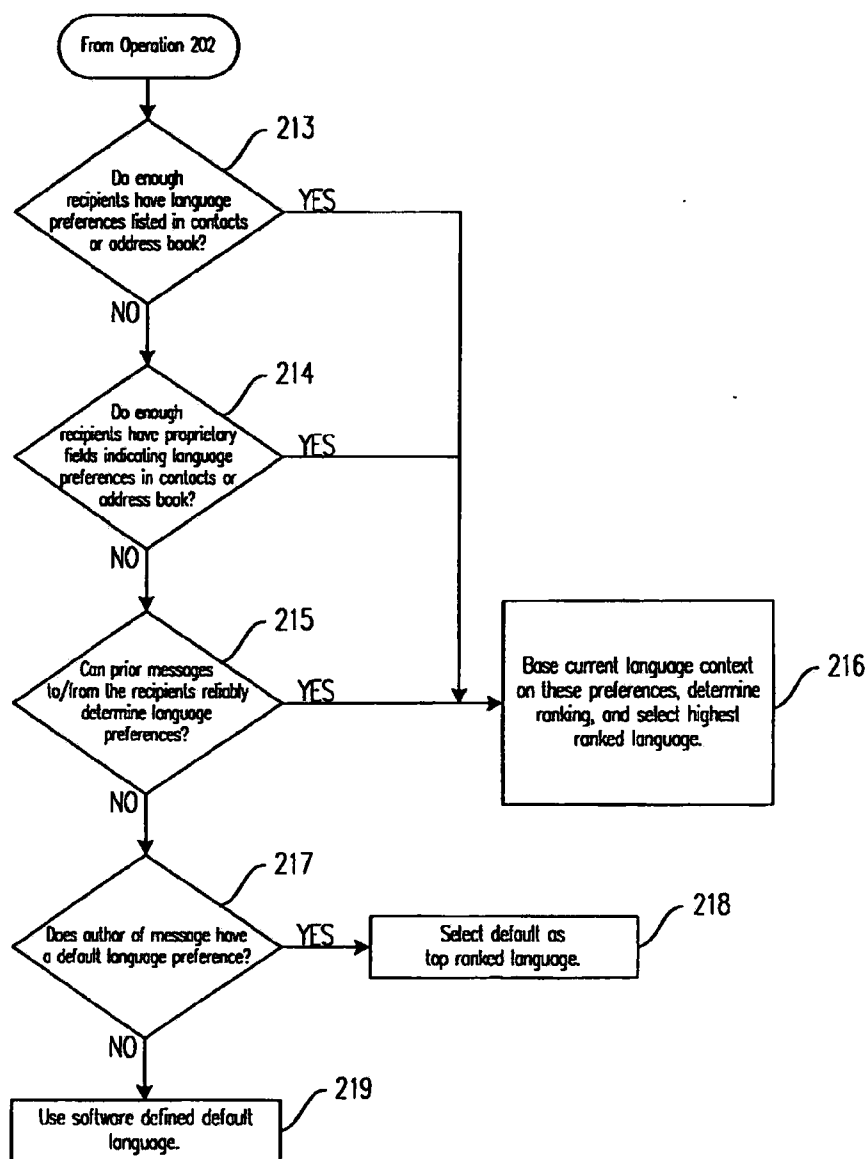 From Operation 202
213
Do enough
recipients have language
preferences listed in contacts
or address book?
YES
NO
214
Do enough
recipients have proprietary
fields indicating language
preferences in contacts or
address book?
YES
NO
215
Can prior messages
to/from the recipients reliably
determine language
preferences?
YES
NO
Base current language context
on these preferences, determine
ranking, and select highest
ranked language.
216
217
Does author of message have
a default language preference?
YES
NO
Select default as
top ranked language.
218
219
Use software defined default
language.